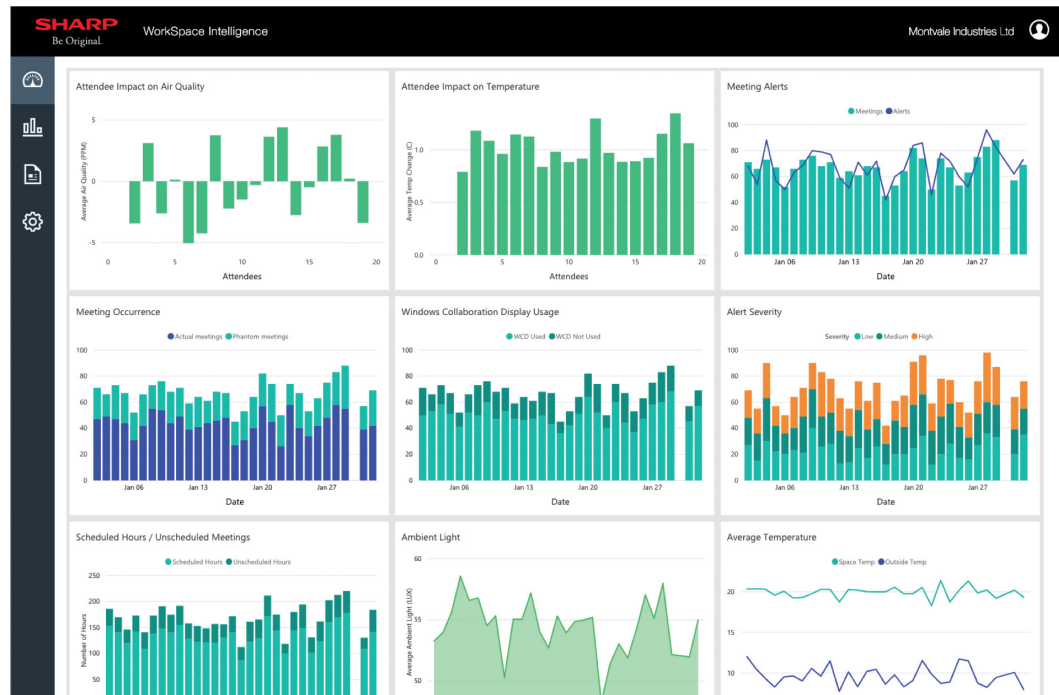 SHARP
Be Original.
WorkSpace Intelligence
Montvale Industries Ltd
Attendee Impact on Air Quality
5
0
-5
Average Air Quality (PPM)
0 5 10 15 20
Attendees
Attendee Impact on Temperature
1.0
0.5
0.0
Average Temp Change (C)
0 5 10 15 20
Attendees
Meeting Alerts
Meetings Alerts
100
80
60
40
20
0
Jan 06 Jan 13 Jan 20 Jan 27
Date
Meeting Occurrence
Actual meetings Phantom meetings
100
80
60
40
20
0
Jan 06 Jan 13 Jan 20 Jan 27
Date
Windows Collaboration Display Usage
WCD Used WCD Not Used
100
80
60
40
20
0
Jan 06 Jan 13 Jan 20 Jan 27
Date
Alert Severity
Severity Low Medium High
100
80
60
40
20
0
Jan 06 Jan 13 Jan 20 Jan 27
Date
Scheduled Hours / Unscheduled Meetings
Scheduled Hours Unscheduled Hours
250
200
150
100
50
Number of Hours
Ambient Light
60
55
50
Average Ambient Light (LUX)
Average Temperature
Space Temp Outside Temp
20
15
10